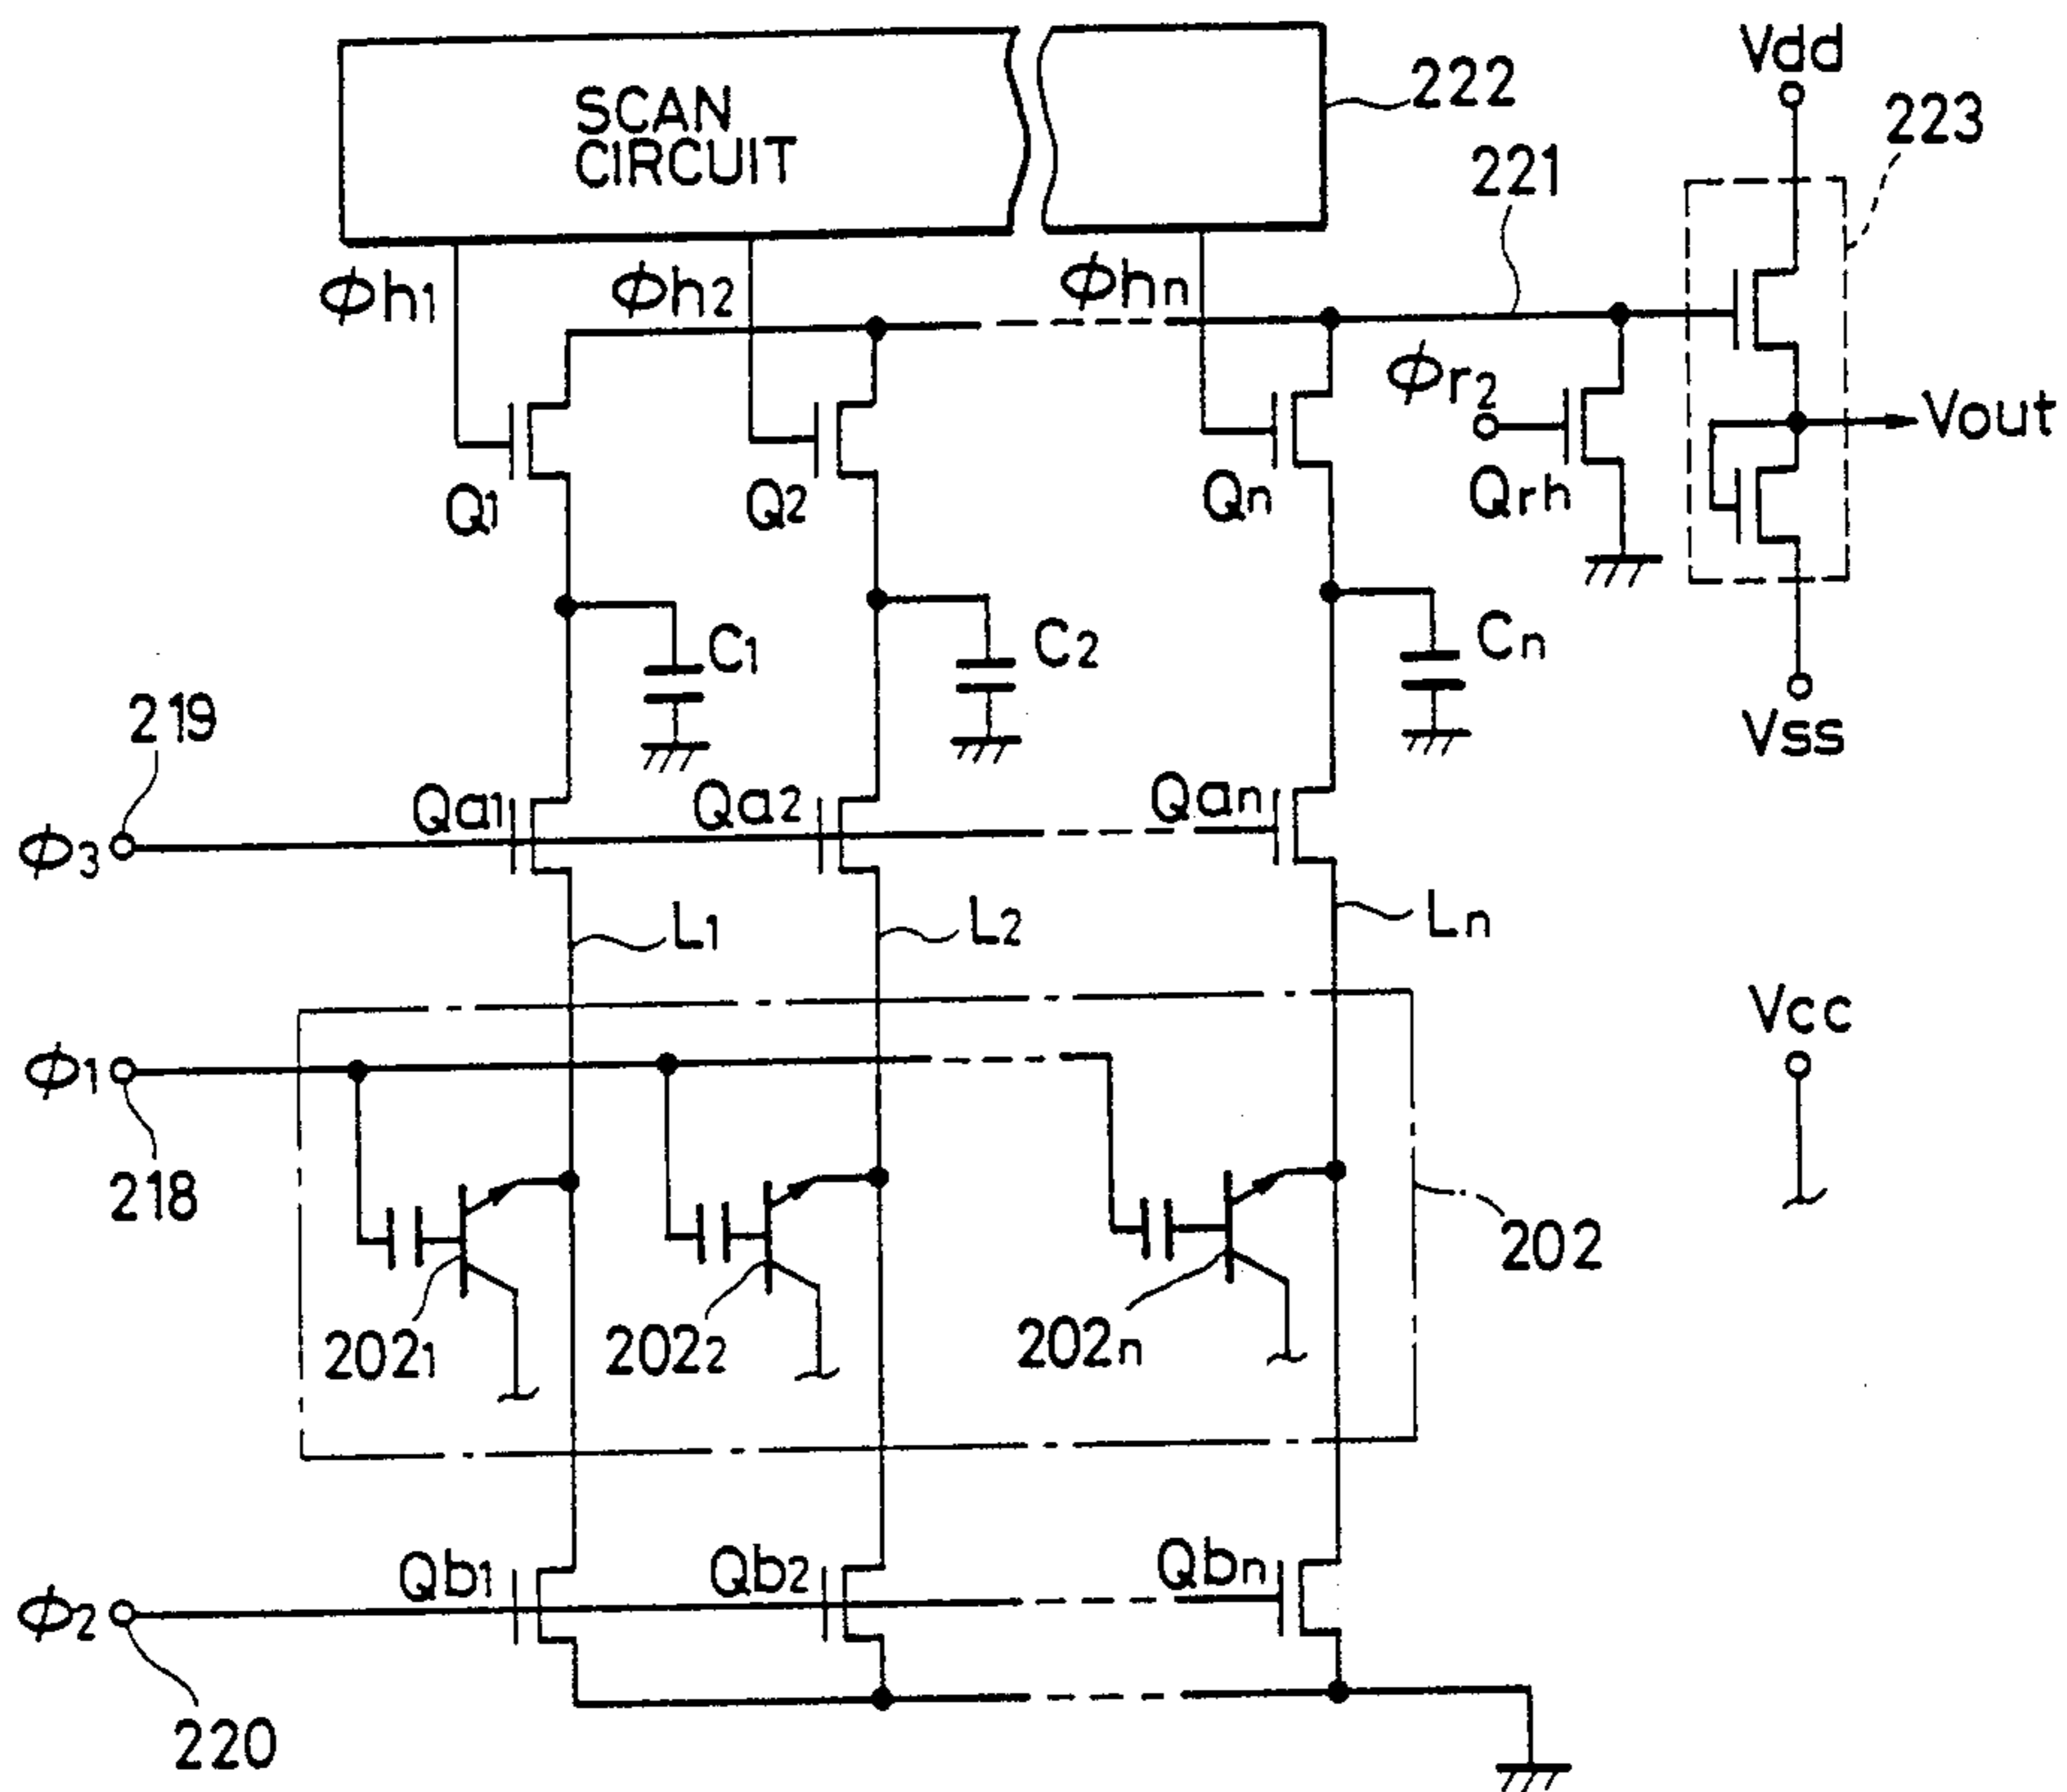 SCAN
CIRCUIT
222
Vdd
223
221
ϕh1
ϕh2
ϕhn
ϕr2
Vout
Q1
Q2
Qn
Qrh
C1
C2
Cn
Vss
219
Qa1
Qa2
Qan
ϕ3
L1
L2
Ln
Vcc
ϕ1
218
202
2021
2022
202n
Qb1
Qb2
Qbn
ϕ2
220